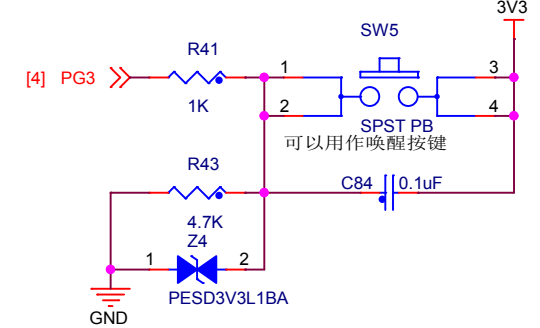 3V3
SW5
R41
1
3
[4] PG3
1K
2
4
SPST PB
可以用作唤醒按键
R43
C84
0.1uF
4.7K
Z4
1
2
PESD3V3L1BA
GND